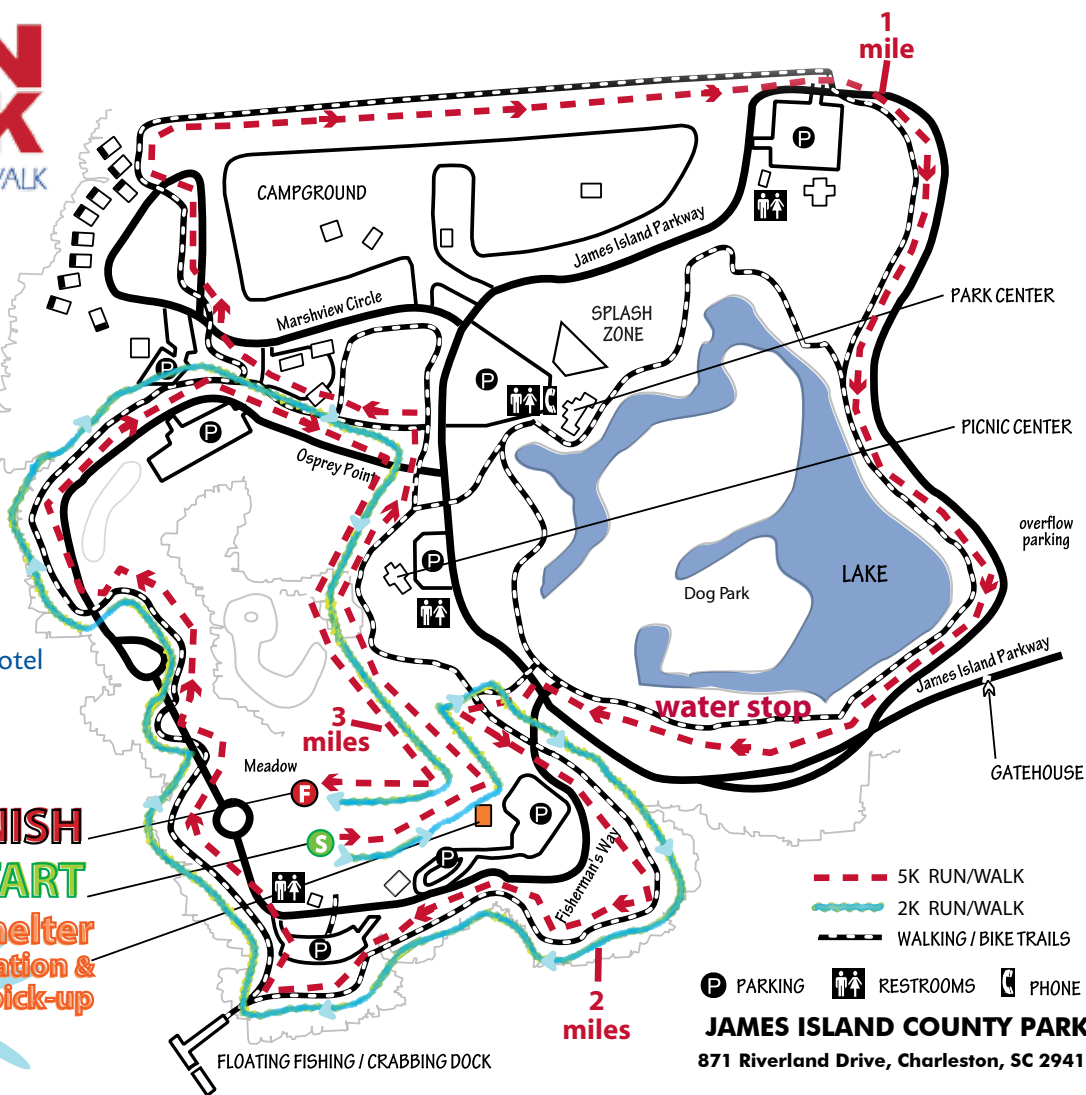 N
K
WALK
1
mile
P
CAMPGROUND
James Island Parkway
Marshview Circle
SPLASH
ZONE
PARK CENTER
P
P
P
Osprey Point
PICNIC CENTER
overflow
parking
P
LAKE
Dog Park
otel
James Island Parkway
water stop
3
miles
Meadow
GATEHOUSE
F
NISH
S
START
P
P
Fisherman's Way
helter
ation &
pick-up
P
5K RUN/WALK
2K RUN/WALK
WALKING / BIKE TRAILS
P PARKING
RESTROOMS
PHONE
2
miles
JAMES ISLAND COUNTY PARK
871 Riverland Drive, Charleston, SC 2941
FLOATING FISHING / CRABBING DOCK